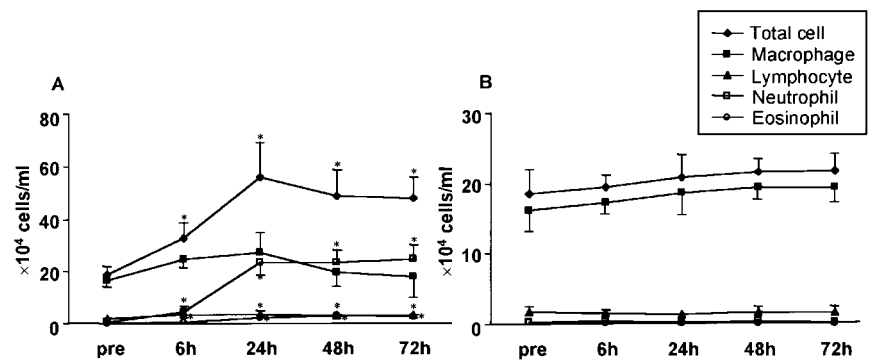 Total cell
Macrophage
Lymphocyte
Neutrophil
Eosinophil
A
80
60
40
20
0
×10⁴ cells/ml
pre 6h 24h 48h 72h
* * * * * * * * * * * * * * *
B
30
20
10
0
×10⁴ cells/ml
pre 6h 24h 48h 72h